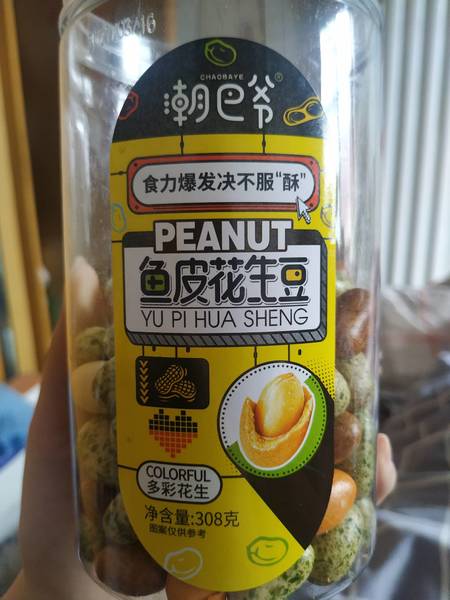 CHAOBAYE
潮巴爷®
食力爆发决不服“酥”
PEANUT
鱼皮花生豆
YU PI HUA SHENG
COLORFUL
多彩花生
净含量:308克
图案仅供参考